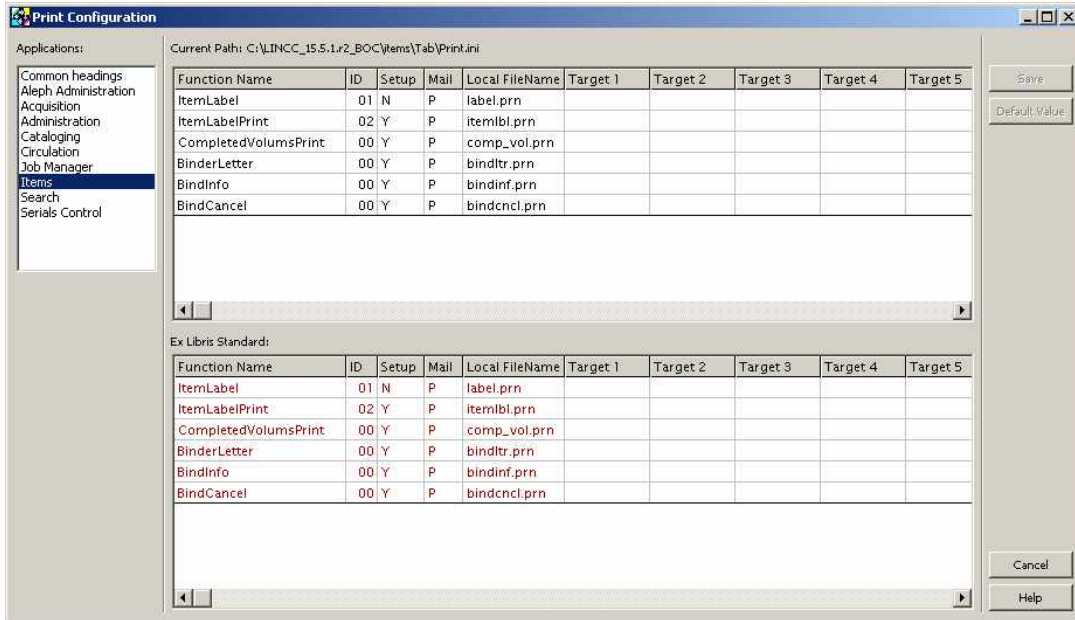 Print Configuration
Applications:
Common headings
Aleph Administration
Acquisition
Administration
Cataloging
Circulation
Job Manager
Items
Search
Serials Control
Current Path: C:\LINCC_15.5.1.r2_BOC\items\Tab\Print.ini
Function Name ID Setup Mail Local FileName Target 1 Target 2 Target 3 Target 4 Target 5
ItemLabel 01 N P label.prn
ItemLabelPrint 02 Y P itemlbl.prn
CompletedVolumsPrint 00 Y P comp_vol.prn
BinderLetter 00 Y P bindltr.prn
BindInfo 00 Y P bindinf.prn
BindCancel 00 Y P bindcncl.prn
Ex Libris Standard:
Function Name ID Setup Mail Local FileName Target 1 Target 2 Target 3 Target 4 Target 5
ItemLabel 01 N P label.prn
ItemLabelPrint 02 Y P itemlbl.prn
CompletedVolumsPrint 00 Y P comp_vol.prn
BinderLetter 00 Y P bindltr.prn
BindInfo 00 Y P bindinf.prn
BindCancel 00 Y P bindcncl.prn
Save
Default Value
Cancel
Help